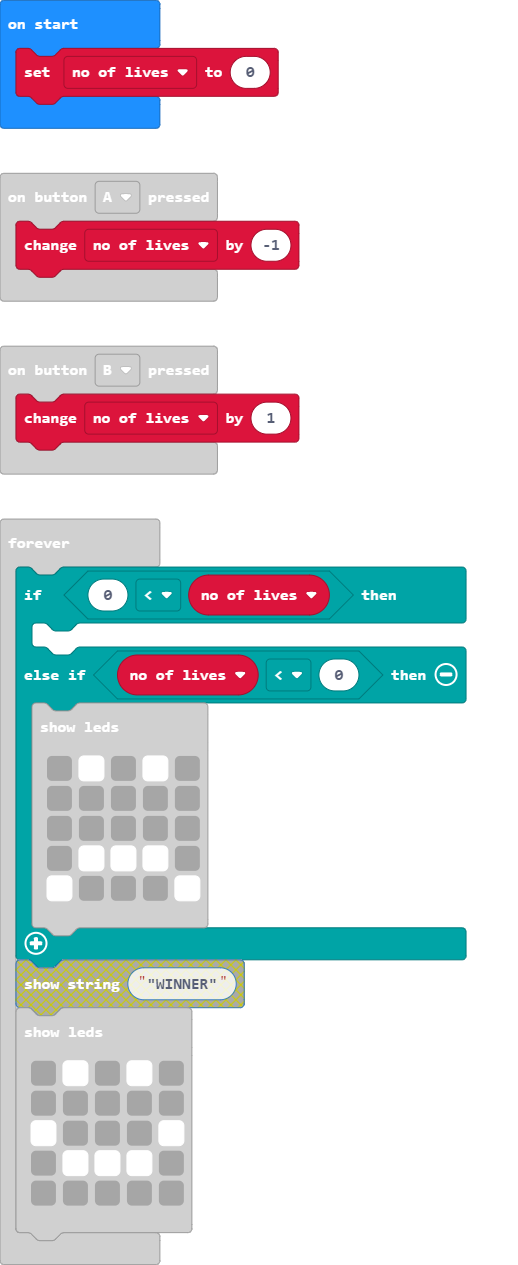 on start
set no of lives to 0
on button A pressed
change no of lives by -1
on button B pressed
change no of lives by 1
forever
if 0 < no of lives then
else if no of lives < 0 then
show leds
show string ""WINNER""
show leds